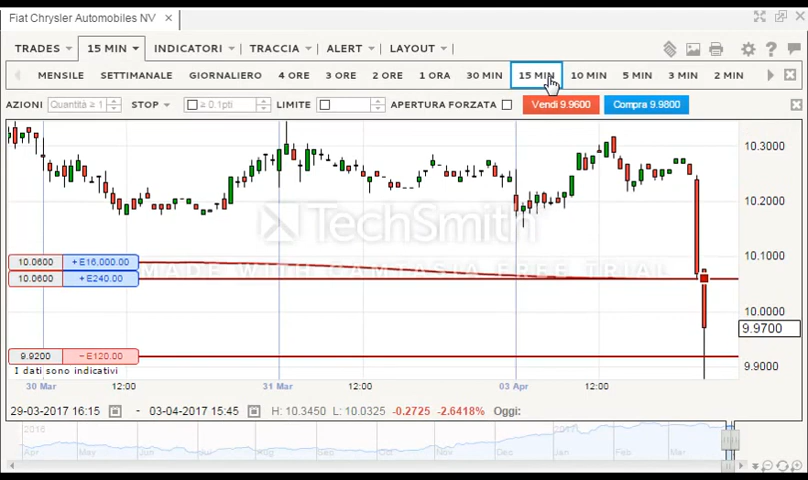 Fiat Chrysler Automobiles NV ×
TRADES 15 MIN INDICATORI TRACCIA ALERT LAYOUT
MENSILE SETTIMANALE GIORNALIERO 4 ORE 3 ORE 2 ORE 1 ORA 30 MIN 15 MIN 10 MIN 5 MIN 3 MIN 2 MIN
AZIONI Quantità ≥ 1 STOP ≥ 0.1pti LIMITE APERTURA FORZATA Vendi 9.9600 Compra 9.9800
10.3000
10.2000
TechSmith
10.1000
10.0600 +E16,000.00
MADE WITH CAMTASIA FREE TRIAL
10.0600 +E240.00
10.0000
9.9700
9.9200 −E120.00
9.9000
I dati sono indicativi
30 Mar 12:00 31 Mar 12:00 03 Apr 12:00
29-03-2017 16:15 - 03-04-2017 15:45 H: 10.3450 L: 10.0325 -0.2725 -2.6418% Oggi:
2016
Apr May Jun Aug Sep Oct Nov Dec Feb Mar